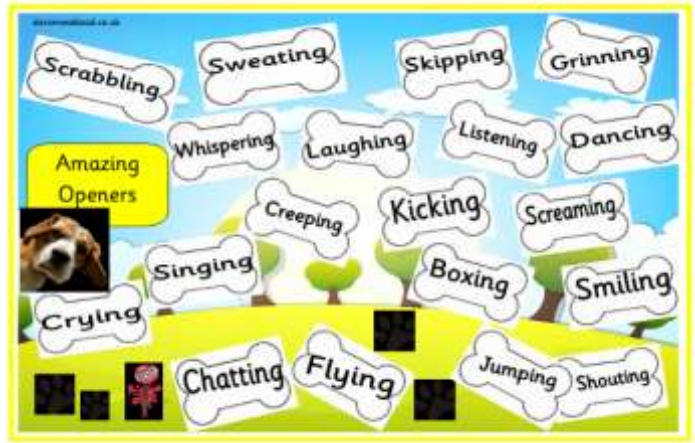 Scrabbling
Sweating
Skipping
Grinning
Whispering
Laughing
Listening
Dancing
Amazing
Openers
Creeping
Kicking
Screaming
Singing
Boxing
Smiling
Crying
Chatting
Flying
Jumping
Shouting